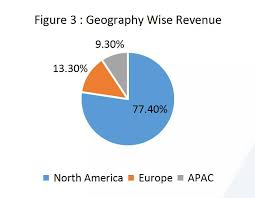 Figure 3 : Geography Wise Revenue
9.30%
13.30%
77.40%
North America Europe APAC